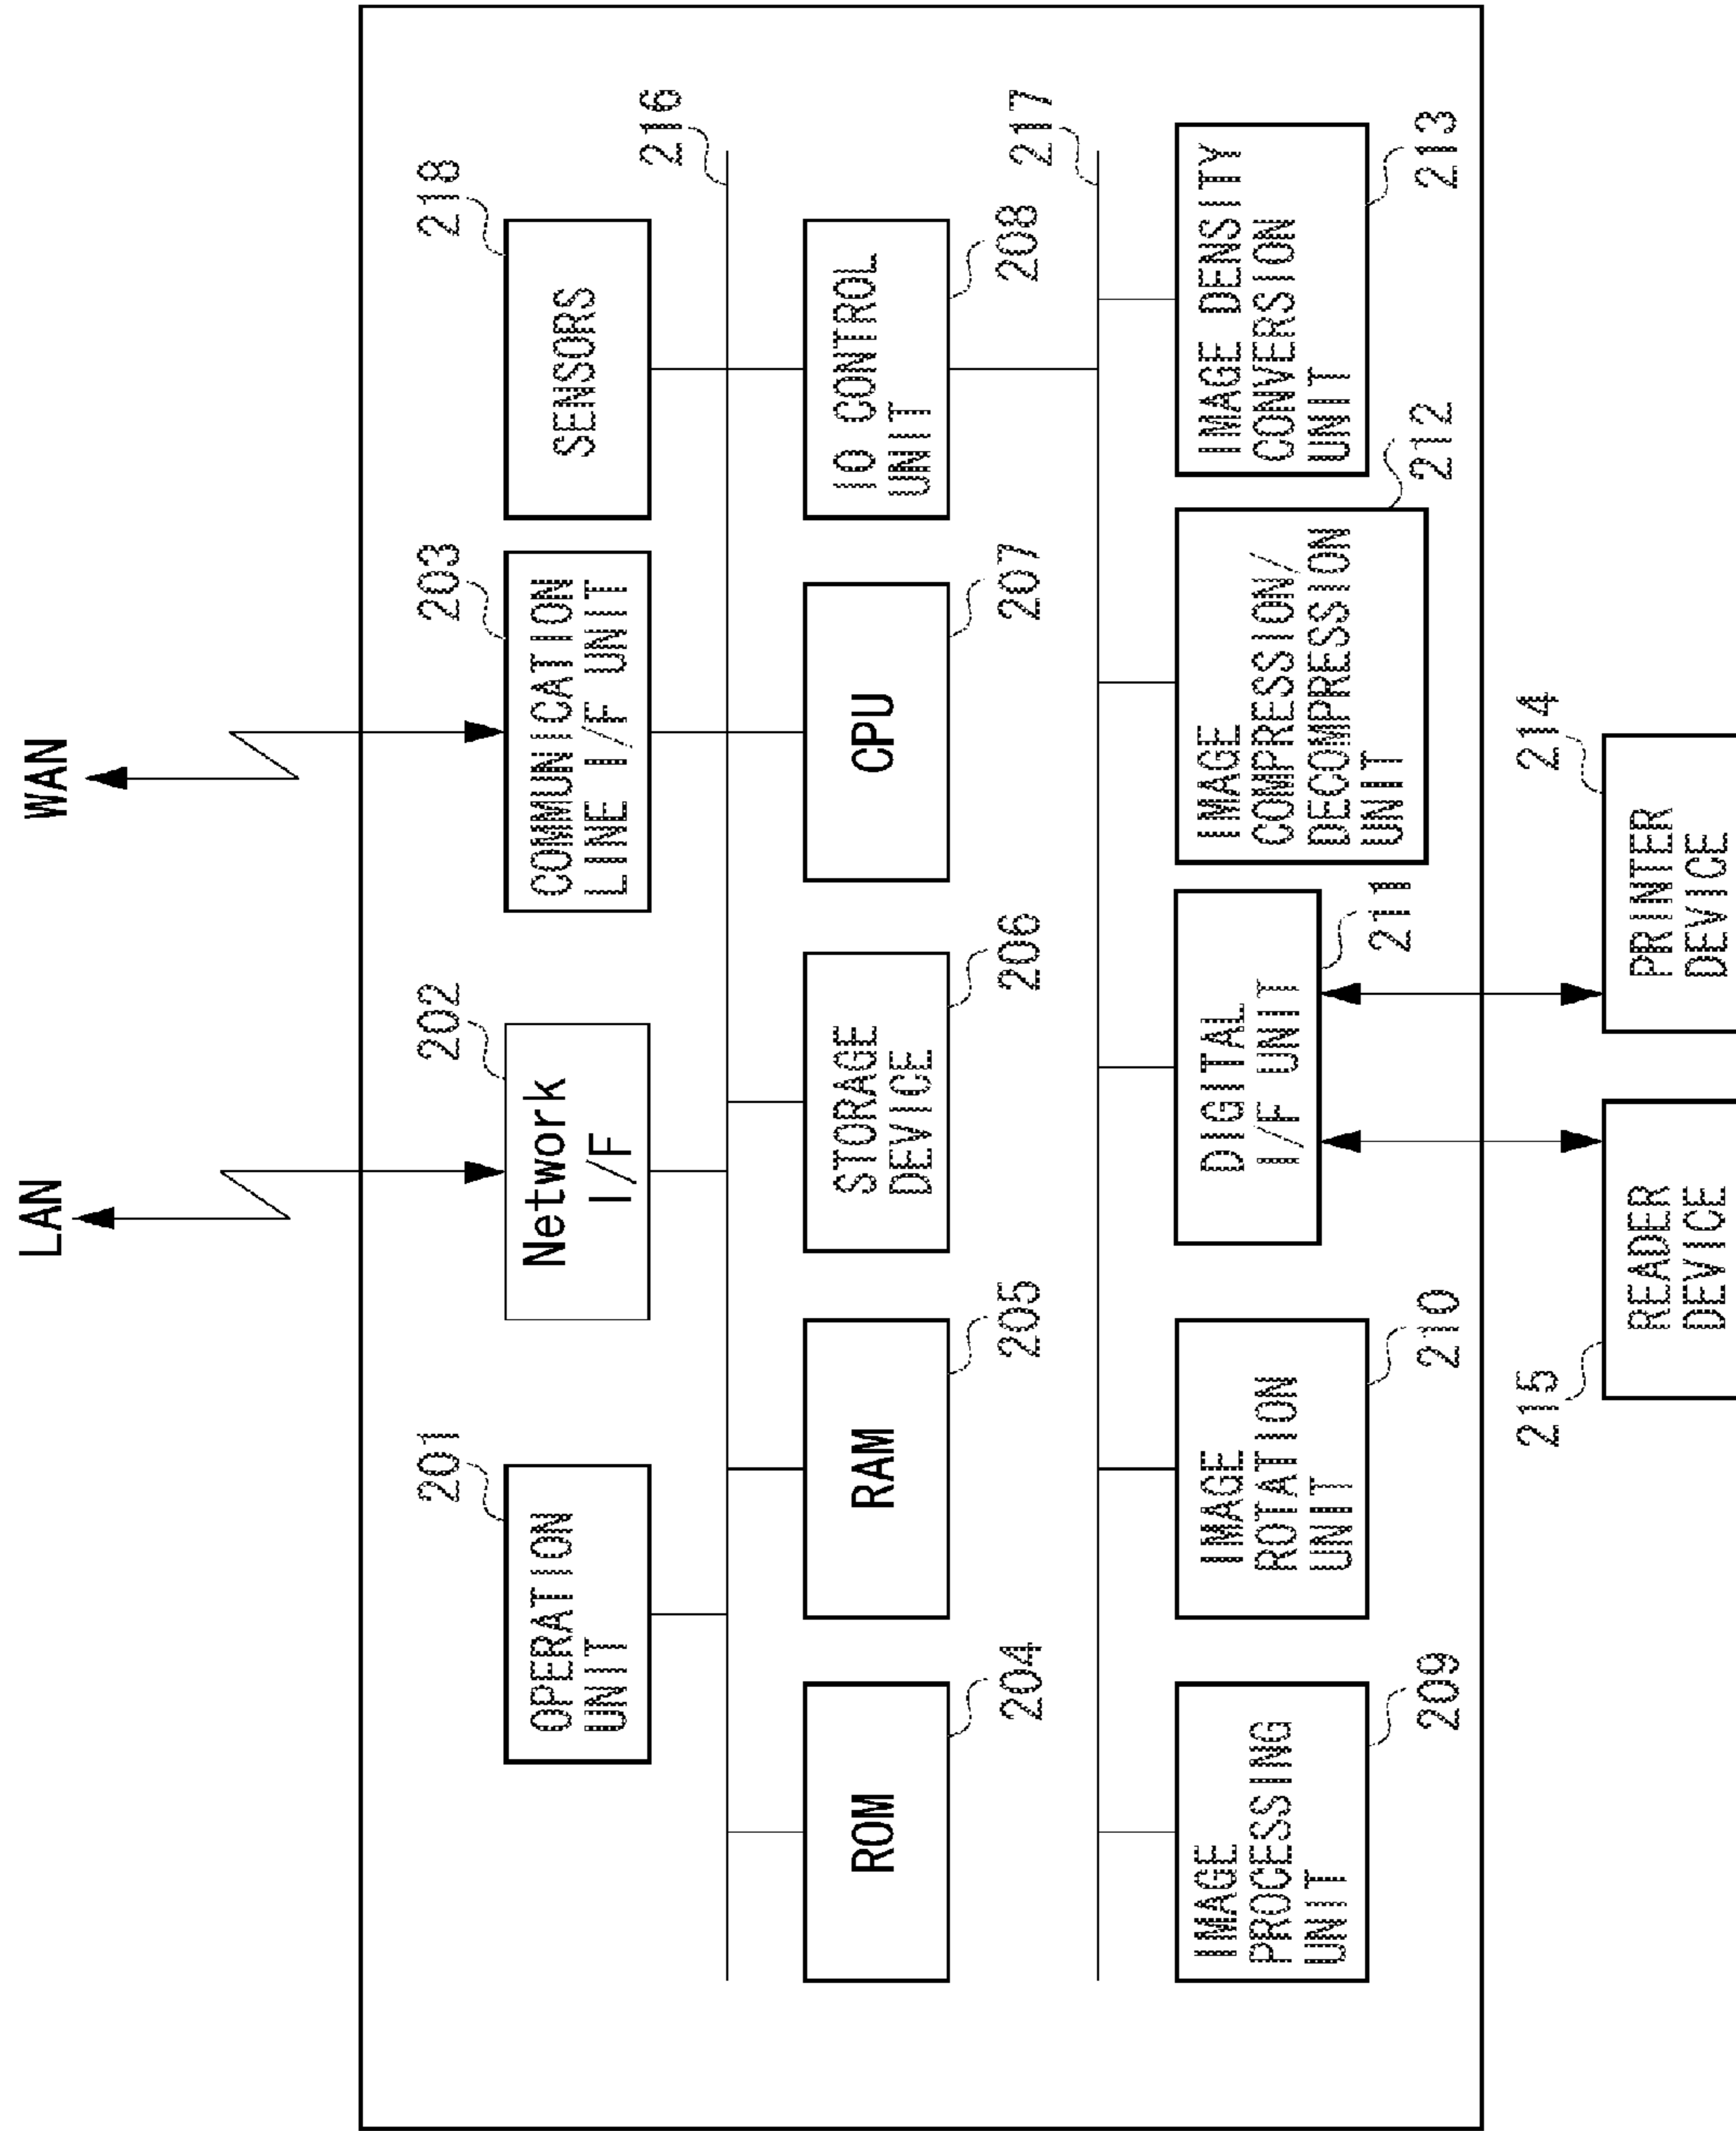 LAN
WAN
201
202
203
218
OPERATION
UNIT
Network
I/F
COMMUNICATION
LINE I/F UNIT
SENSORS
216
ROM
RAM
STORAGE
DEVICE
CPU
IO CONTROL
UNIT
204
205
206
207
208
217
IMAGE
PROCESSING
UNIT
IMAGE
ROTATION
UNIT
DIGITAL
I/F UNIT
IMAGE
COMPRESSION/
DECOMPRESSION
UNIT
IMAGE DENSITY
CONVERSION
UNIT
209
210
211
212
213
215
214
READER
DEVICE
PRINTER
DEVICE